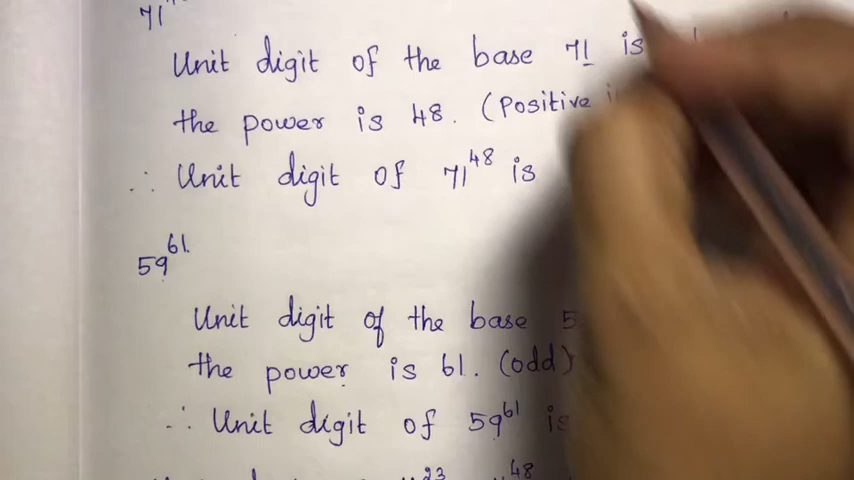 71
Unit digit of the base 71 is
the power is 48. (Positive
∴ Unit digit of 71^48 is
59^61.
Unit digit of the base 5
the power is 61. (odd)
∴ Unit digit of 59^61 is
23 48